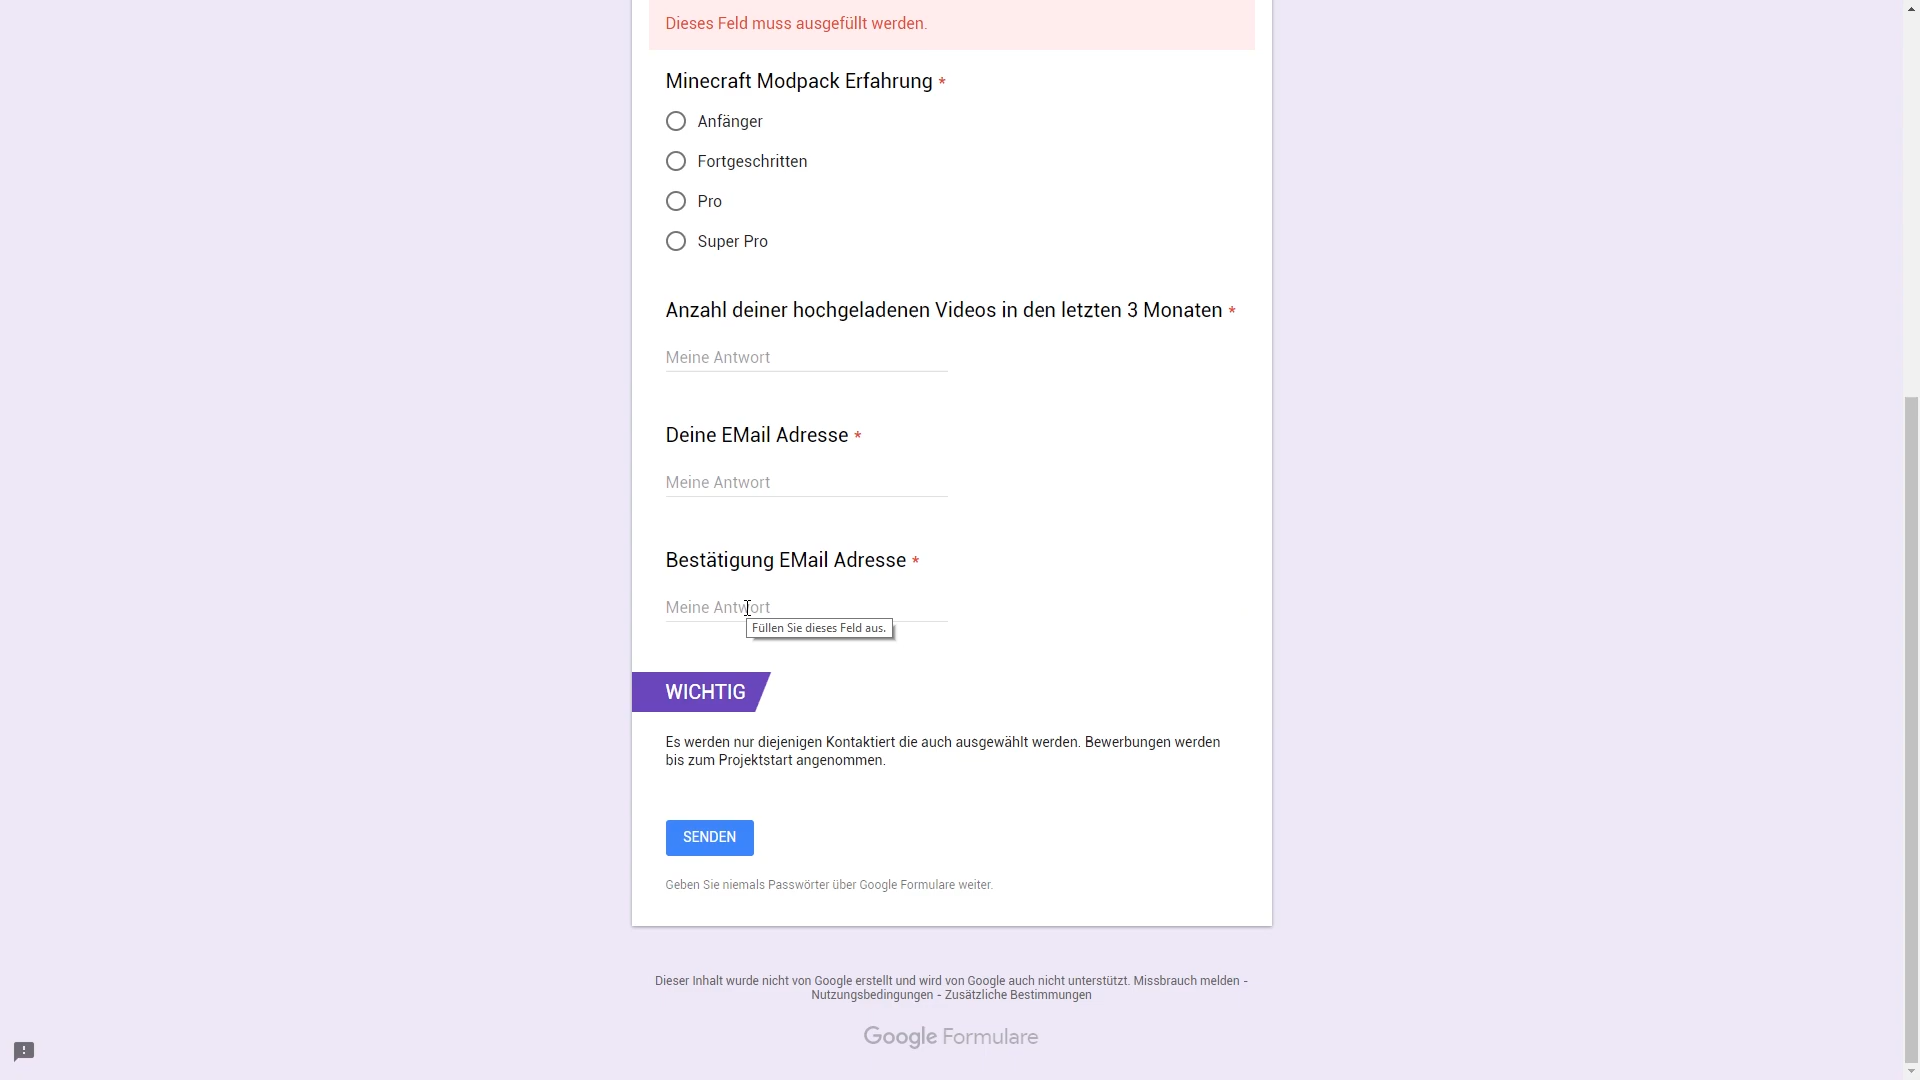 Dieses Feld muss ausgefüllt werden.
Minecraft Modpack Erfahrung *
Anfänger
Fortgeschritten
Pro
Super Pro
Anzahl deiner hochgeladenen Videos in den letzten 3 Monaten *
Meine Antwort
Deine EMail Adresse *
Meine Antwort
Bestätigung EMail Adresse *
Meine Antwort
Füllen Sie dieses Feld aus.
WICHTIG
Es werden nur diejenigen Kontaktiert die auch ausgewählt werden. Bewerbungen werden
bis zum Projektstart angenommen.
SENDEN
Geben Sie niemals Passwörter über Google Formulare weiter.
Dieser Inhalt wurde nicht von Google erstellt und wird von Google auch nicht unterstützt. Missbrauch melden -
Nutzungsbedingungen - Zusätzliche Bestimmungen
Google Formulare